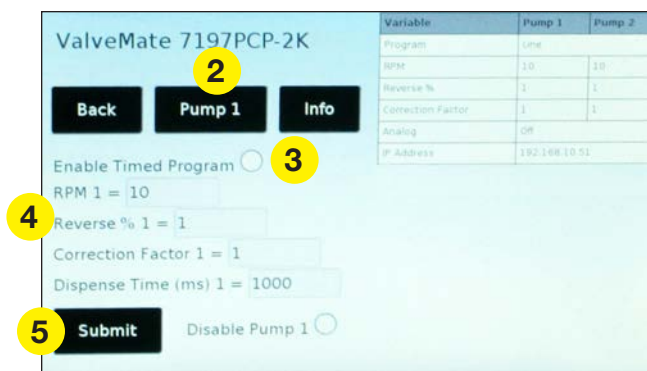 ValveMate 7197PCP-2K
2
Back Pump 1 Info
Enable Timed Program 3
RPM 1 = 10
4 Reverse % 1 = 1
Correction Factor 1 = 1
Dispense Time (ms) 1 = 1000
5 Submit Disable Pump 1
Variable Pump 1 Pump 2
Program Line
RPM 10 10
Reverse % 1 1
Correction Factor 1 1
Analog Off
IP Address 192.168.10.51